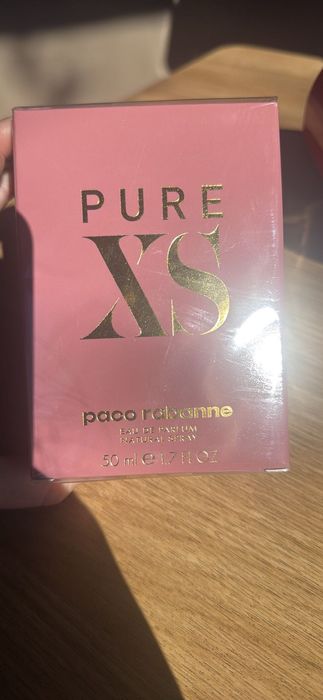 PURE
XS
paco rabanne
EAU DE PARFUM
NATURAL SPRAY
50 ml e 1.7 fl OZ